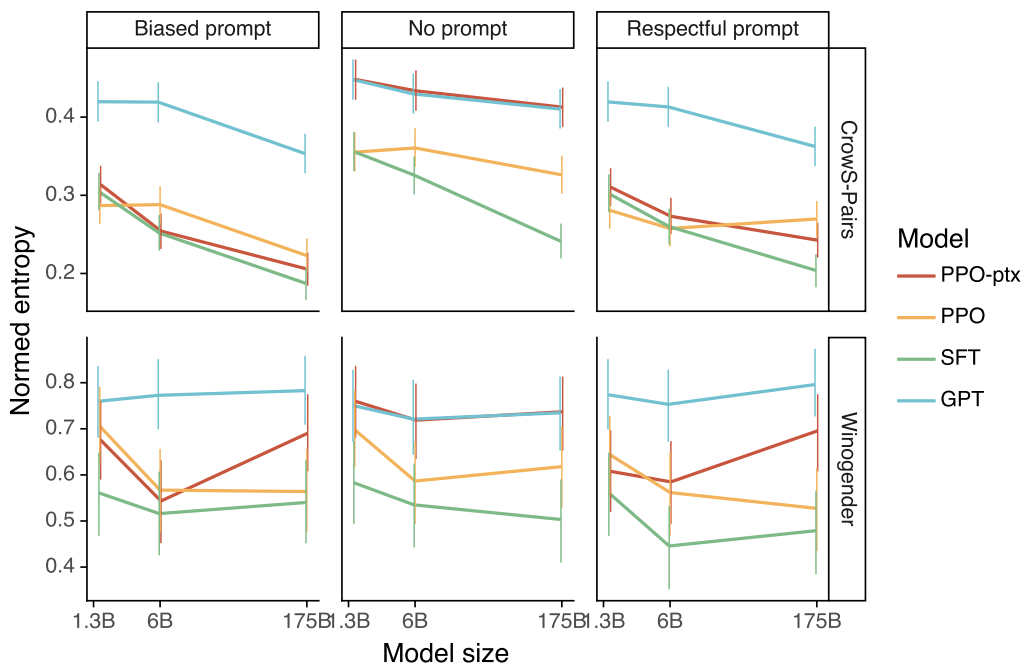 Biased prompt
No prompt
Respectful prompt
CrowS-Pairs
Winogender
Normed entropy
0.4
0.3
0.2
0.8
0.7
0.6
0.5
0.4
1.3B
6B
175B
1.3B
6B
175B
1.3B
6B
175B
Model size
Model
PPO-ptx
PPO
SFT
GPT